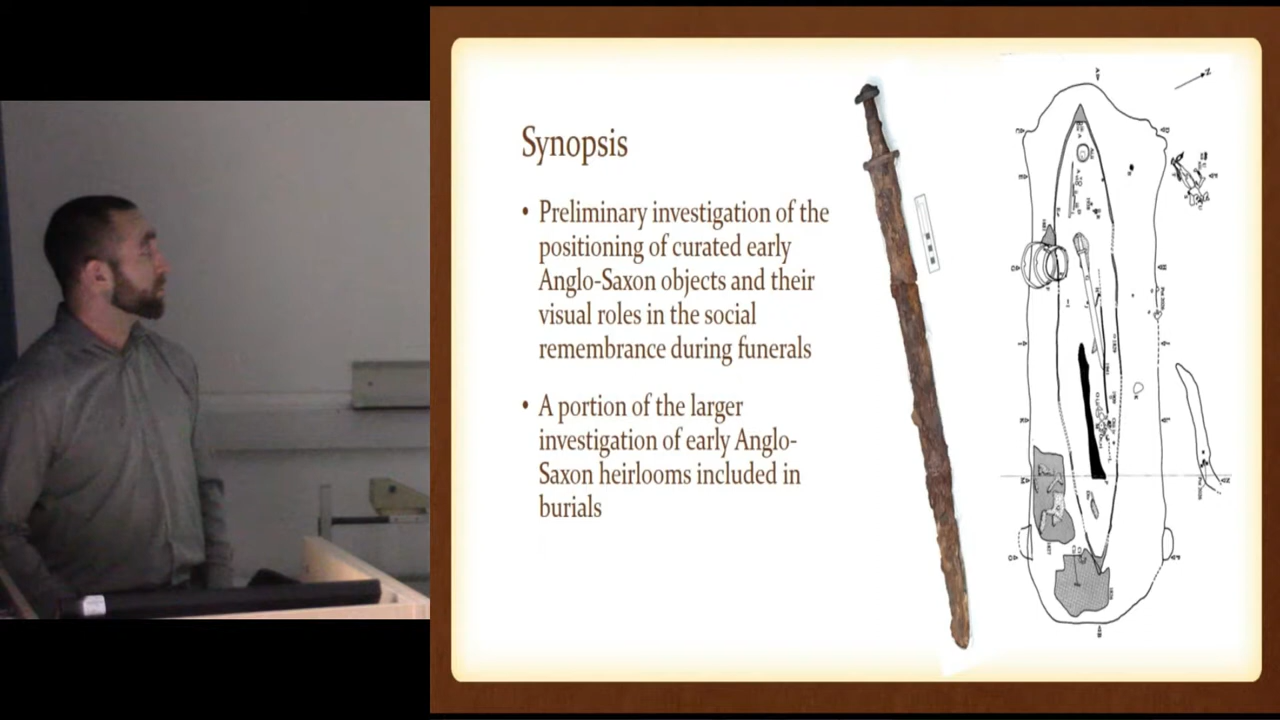 Synopsis
• Preliminary investigation of the
positioning of curated early
Anglo-Saxon objects and their
visual roles in the social
remembrance during funerals
• A portion of the larger
investigation of early Anglo-
Saxon heirlooms included in
burials